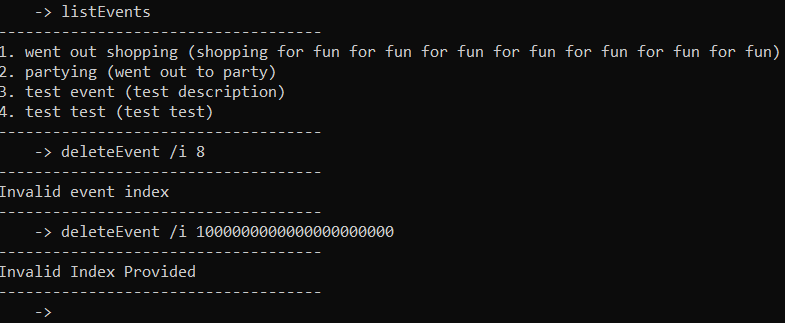 -> listEvents
------------------------------------
1. went out shopping (shopping for fun for fun for fun for fun for fun for fun for fun)
2. partying (went out to party)
3. test event (test description)
4. test test (test test)
------------------------------------
-> deleteEvent /i 8
------------------------------------
Invalid event index
------------------------------------
-> deleteEvent /i 1000000000000000000000
------------------------------------
Invalid Index Provided
------------------------------------
->